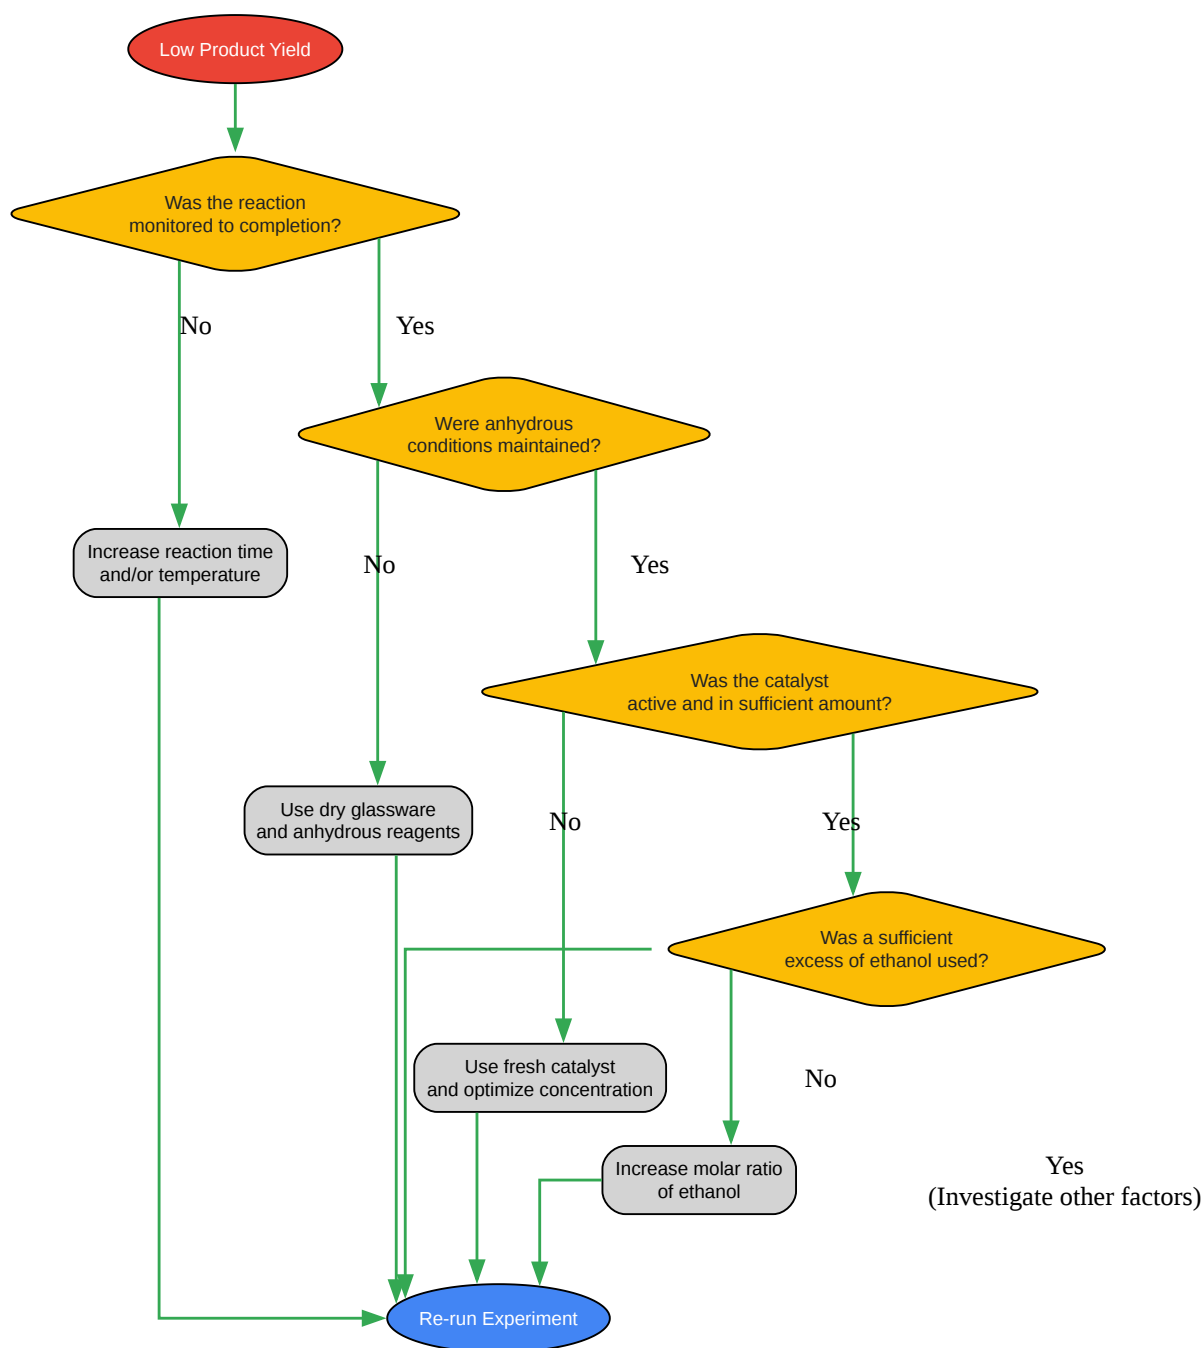 Low Product Yield
Was the reaction
monitored to completion?
No
Yes
Were anhydrous
conditions maintained?
Increase reaction time
and/or temperature
No
Yes
Was the catalyst
active and in sufficient amount?
Use dry glassware
and anhydrous reagents
No
Yes
Was a sufficient
excess of ethanol used?
Use fresh catalyst
and optimize concentration
No
Increase molar ratio
of ethanol
Yes
(Investigate other factors)
Re-run Experiment